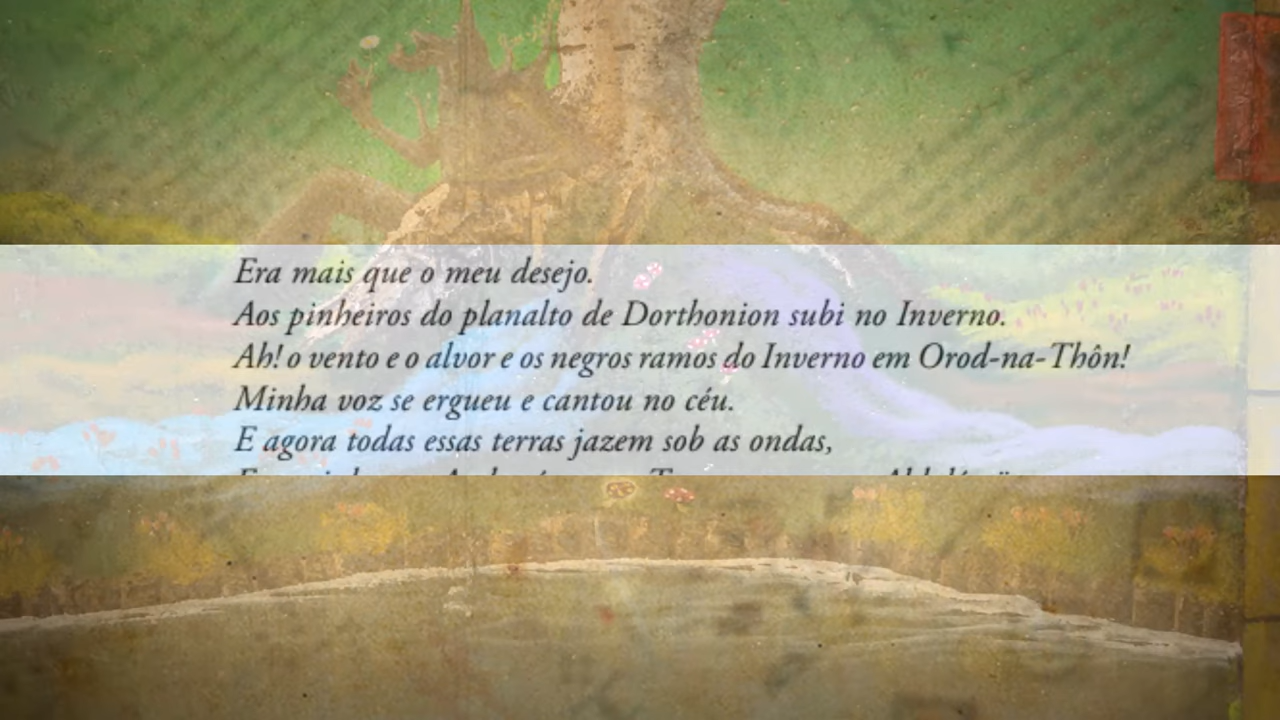 Era mais que o meu desejo.
Aos pinheiros do planalto de Dorthonion subi no Inverno.
Ah! o vento e o alvor e os negros ramos do Inverno em Orod-na-Thôn!
Minha voz se ergueu e cantou no céu.
E agora todas essas terras jazem sob as ondas,